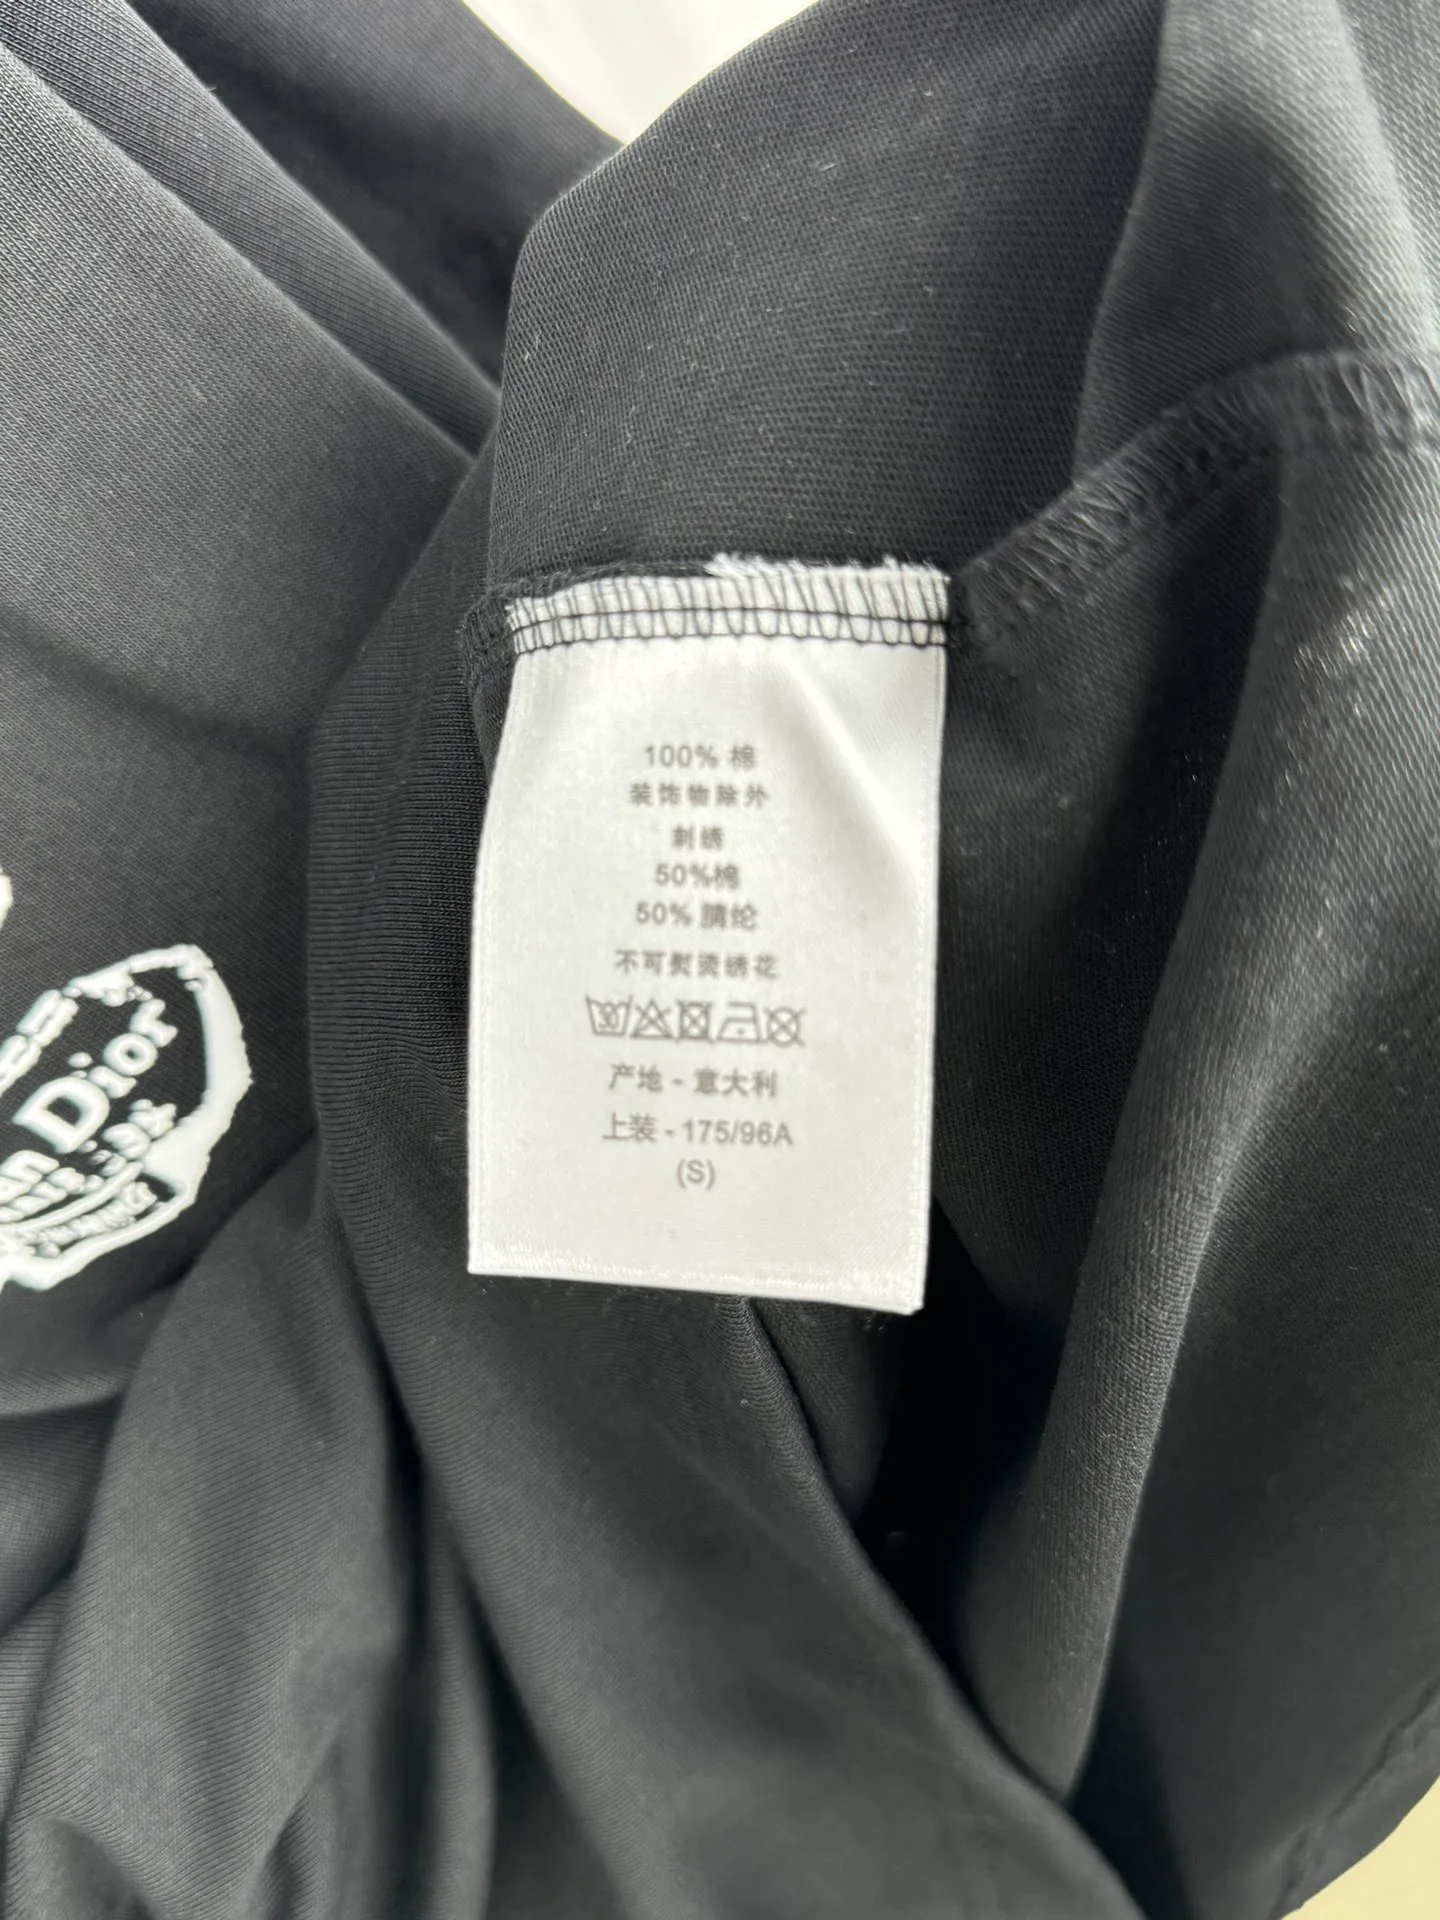 100% 棉
装饰物除外
刺绣
50%棉
50% 腈纶
不可熨烫绣花
30
产地 - 意大利
上装 - 175/96A
(S)
Dior